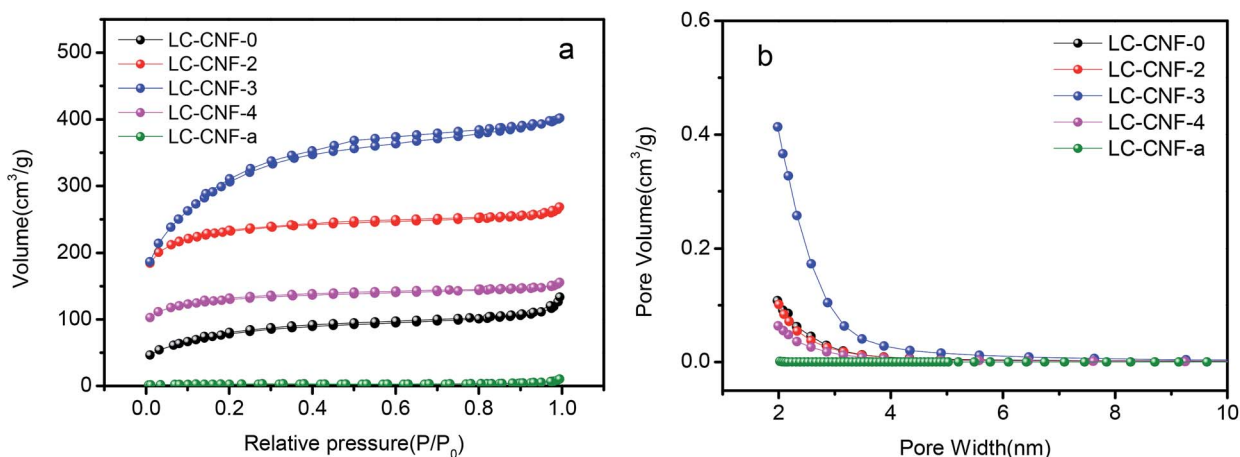 500
400
300
200
100
0
Volume(cm³/g)
LC-CNF-0
LC-CNF-2
LC-CNF-3
LC-CNF-4
LC-CNF-a
a
0.0 0.2 0.4 0.6 0.8 1.0
Relative pressure(P/P₀)
0.6
0.4
0.2
0.0
Pore Volume(cm³/g)
b
LC-CNF-0
LC-CNF-2
LC-CNF-3
LC-CNF-4
LC-CNF-a
2 4 6 8 10
Pore Width(nm)